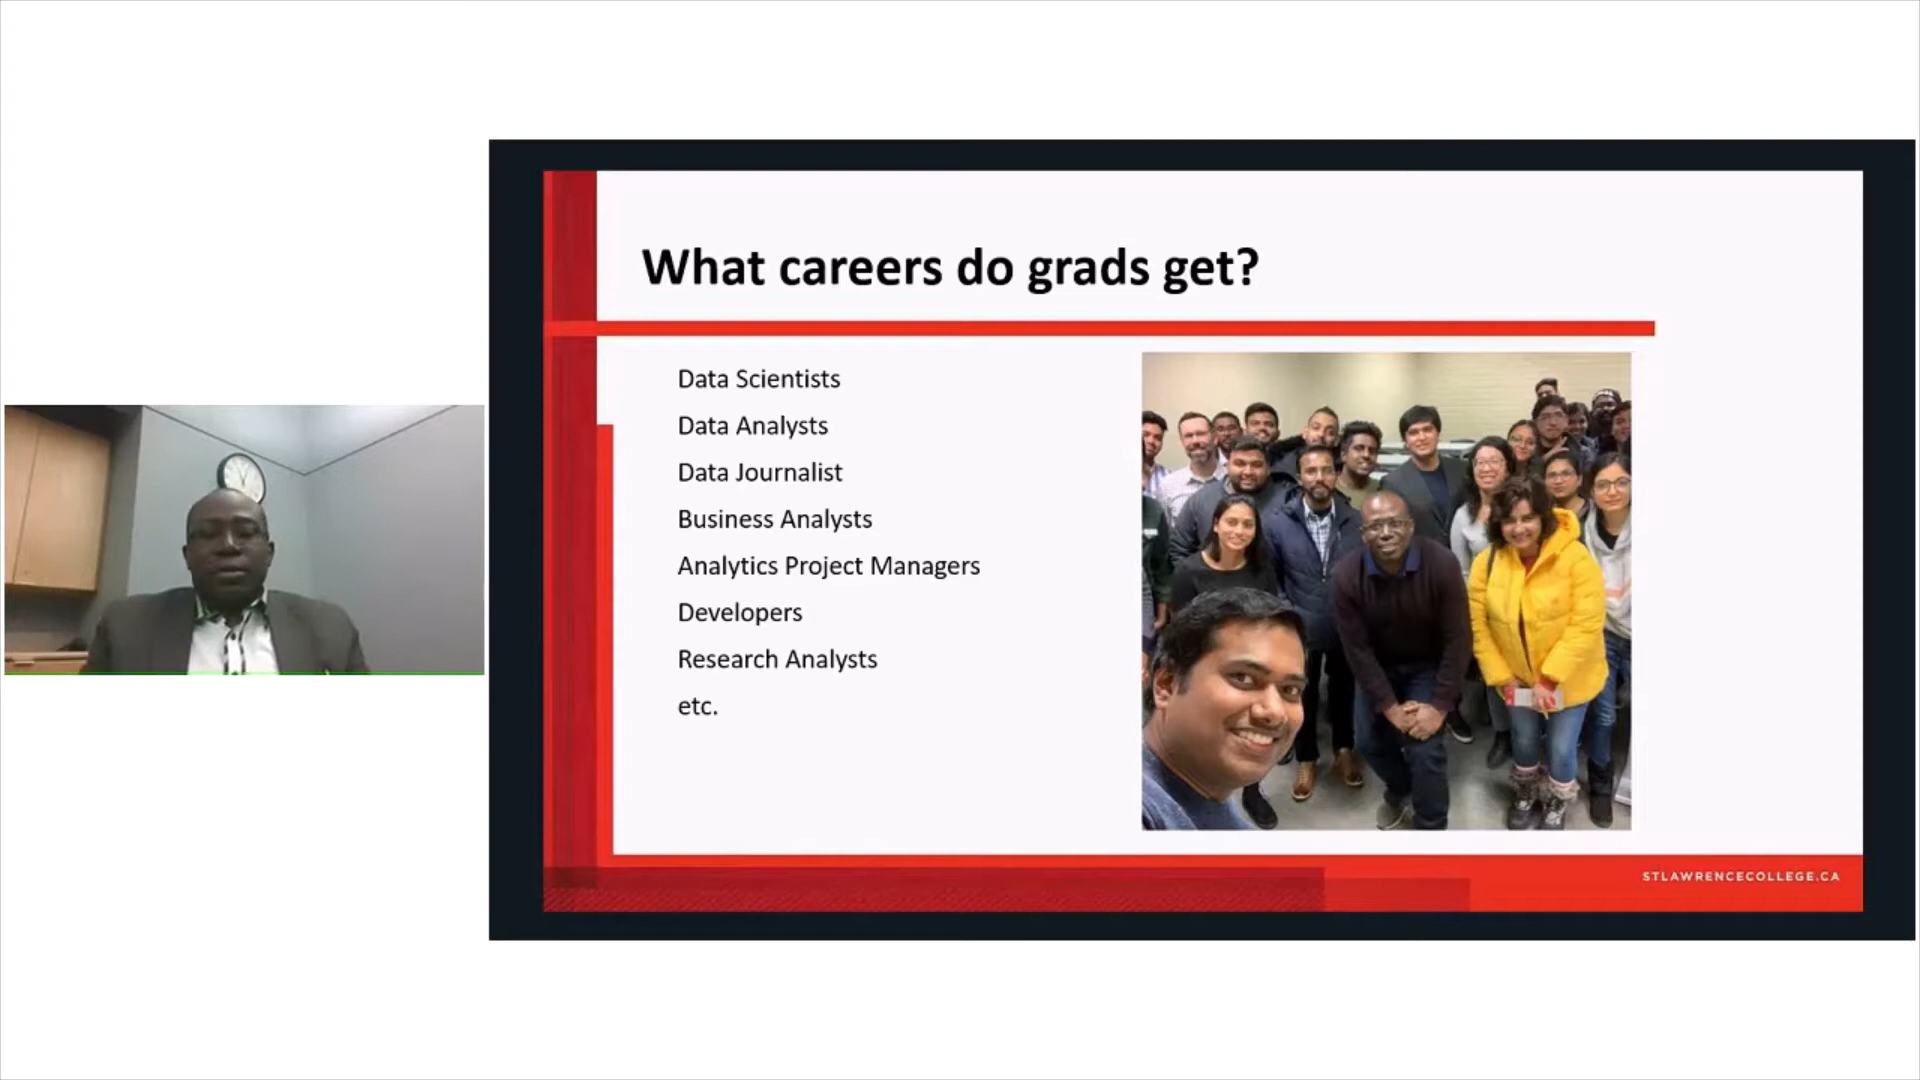 What careers do grads get?
Data Scientists
Data Analysts
Data Journalist
Business Analysts
Analytics Project Managers
Developers
Research Analysts
etc.
STLAWRENCECOLLEGE.CA